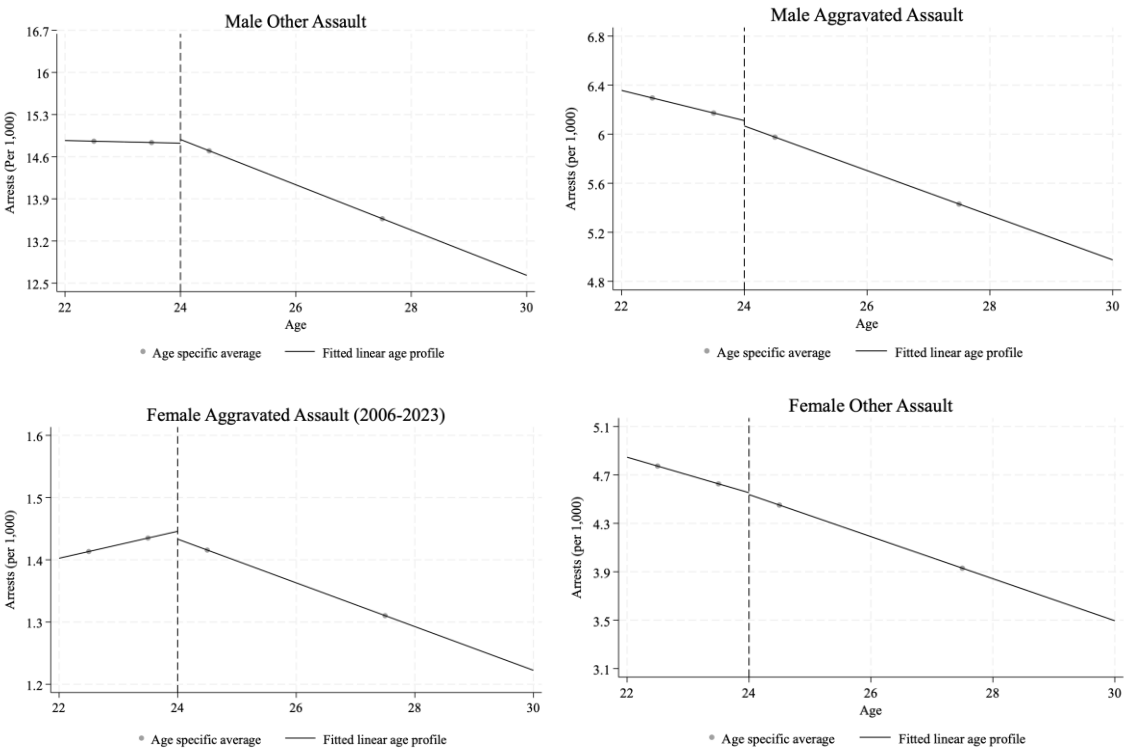 Male Other Assault
16.7
16
15.3
14.6
13.9
13.2
12.5
Arrests (Per 1,000)
22 24 26 28 30
Age
Age specific average Fitted linear age profile
Male Aggravated Assault
6.8
6.4
6
5.6
5.2
4.8
Arrests (per 1,000)
22 24 26 28 30
Age
Age specific average Fitted linear age profile
Female Aggravated Assault (2006-2023)
1.6
1.5
1.4
1.3
1.2
Arrests (per 1,000)
22 24 26 28 30
Age specific average Fitted linear age profile
Female Other Assault
5.1
4.7
4.3
3.9
3.5
3.1
Arrests (per 1,000)
22 24 26 28 30
Age
Age specific average Fitted linear age profile